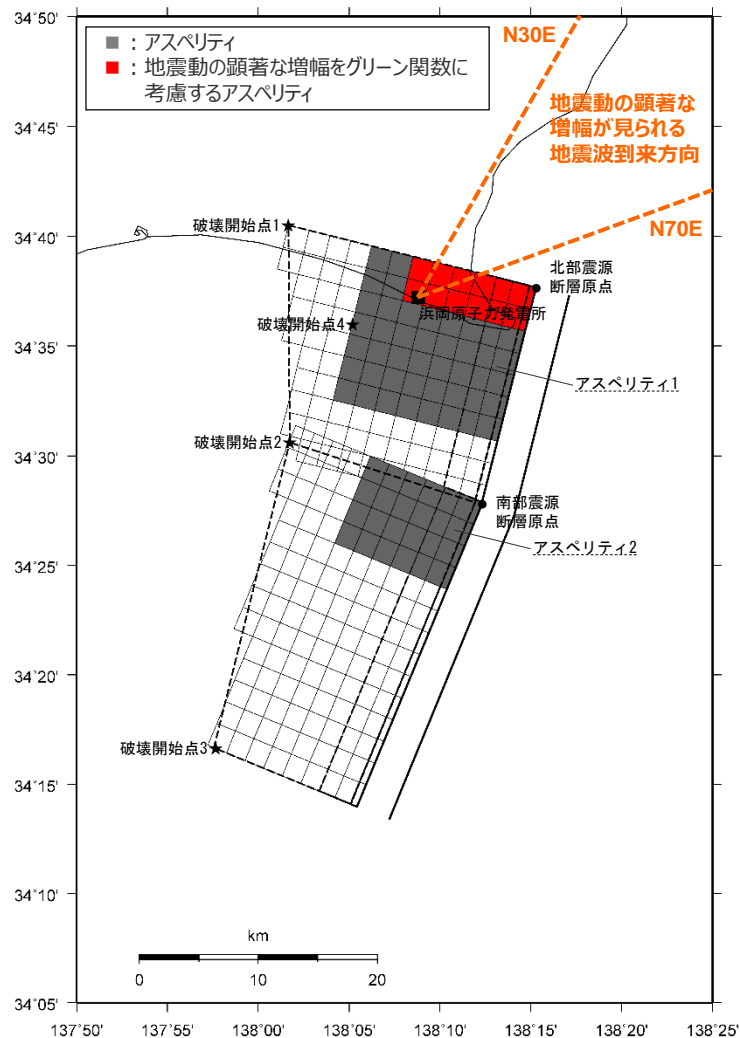 34°50'
■：アスペリティ
■：地震動の顕著な増幅をグリーン関数に
考慮するアスペリティ
N30E
地震動の顕著な
増幅が見られる
地震波到来方向
34°45'
N70E
破壊開始点1
34°40'
北部震源
断層原点
浜岡原子力発電所
破壊開始点4
34°35'
アスペリティ1
破壊開始点2
34°30'
南部震源
断層原点
アスペリティ2
34°25'
34°20'
破壊開始点3
34°15'
34°10'
km
0 10 20
34°05'
137°50' 137°55' 138°00' 138°05' 138°10' 138°15' 138°20' 138°25'